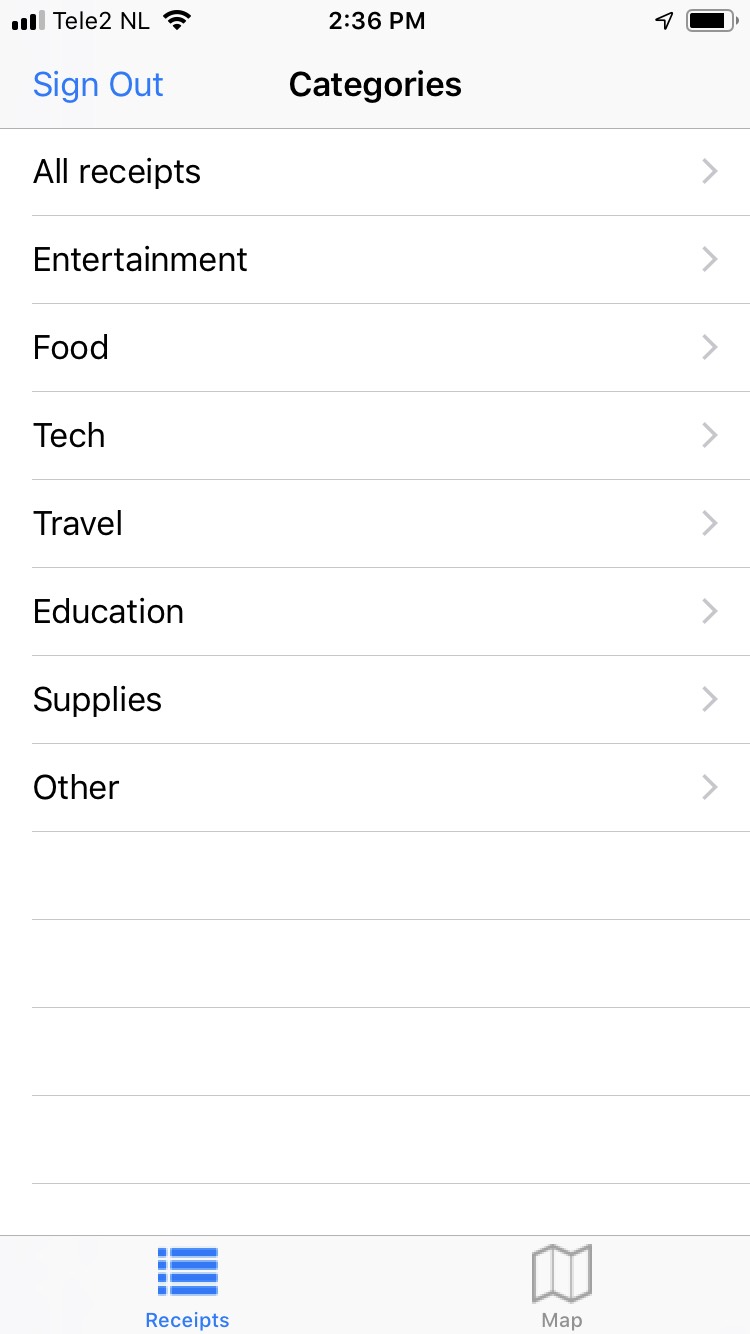 Tele2 NL 2:36 PM
Sign Out Categories
All receipts
Entertainment
Food
Tech
Travel
Education
Supplies
Other
Receipts Map